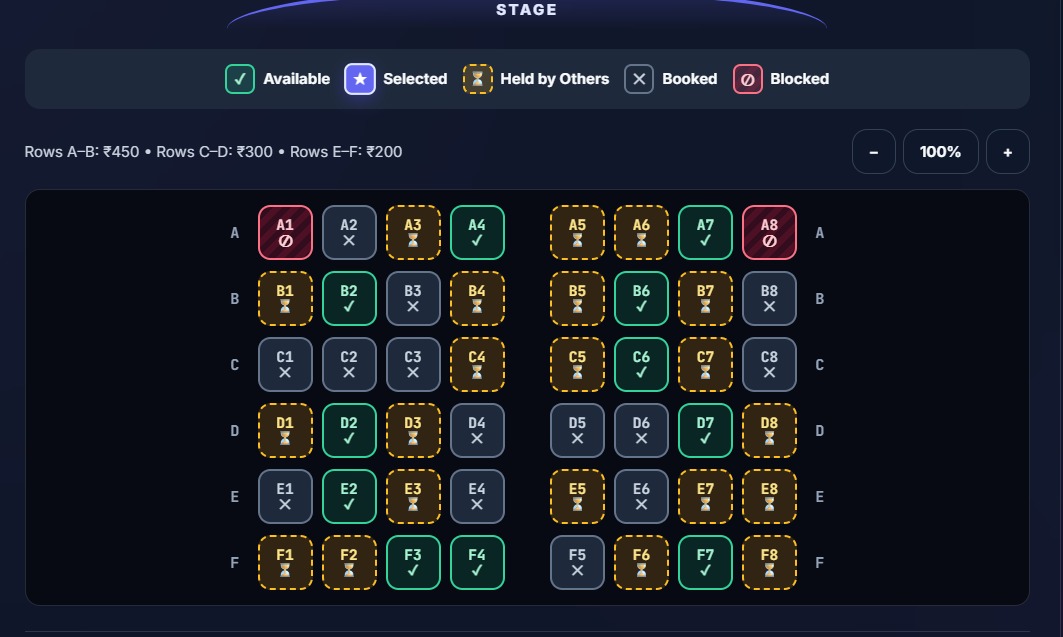 STAGE
✓ Available ★ Selected ⏳ Held by Others ✕ Booked ⊘ Blocked
Rows A–B: ₹450 • Rows C–D: ₹300 • Rows E–F: ₹200 − 100% +
A A1 A2 A3 A4 A5 A6 A7 A8 A
B B1 B2 B3 B4 B5 B6 B7 B8 B
C C1 C2 C3 C4 C5 C6 C7 C8 C
D D1 D2 D3 D4 D5 D6 D7 D8 D
E E1 E2 E3 E4 E5 E6 E7 E8 E
F F1 F2 F3 F4 F5 F6 F7 F8 F